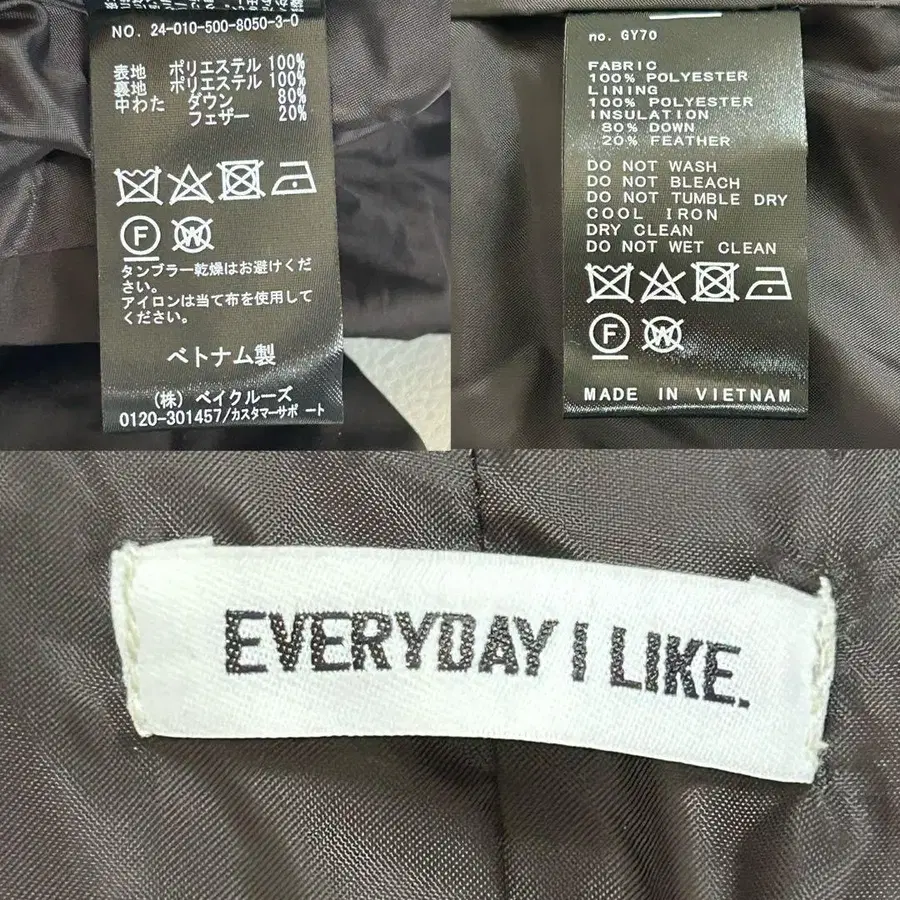 NO. 24-010-500-8050-3-0
表地 ポリエステル 100%
裏地 ポリエステル 100%
中わた ダウン 80%
フェザー 20%
F
W
タンブラー乾燥はお避けくだ
さい。
アイロンは当て布を使用して
ください。
ベトナム製
(株) ベイクルーズ
0120-301457/カスタマーサポート
no. GY70
FABRIC
100% POLYESTER
LINING
100% POLYESTER
INSULATION
80% DOWN
20% FEATHER
DO NOT WASH
DO NOT BLEACH
DO NOT TUMBLE DRY
COOL IRON
DRY CLEAN
DO NOT WET CLEAN
F
W
MADE IN VIETNAM
EVERYDAY I LIKE.